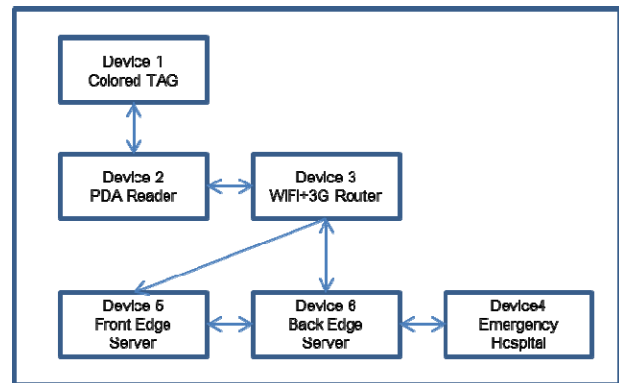 Device 1
Colored TAG
Device 2
PDA Reader
Device 3
WIFI+3G Router
Device 5
Front Edge
Server
Device 6
Back Edge
Server
Device4
Emergency
Hospital